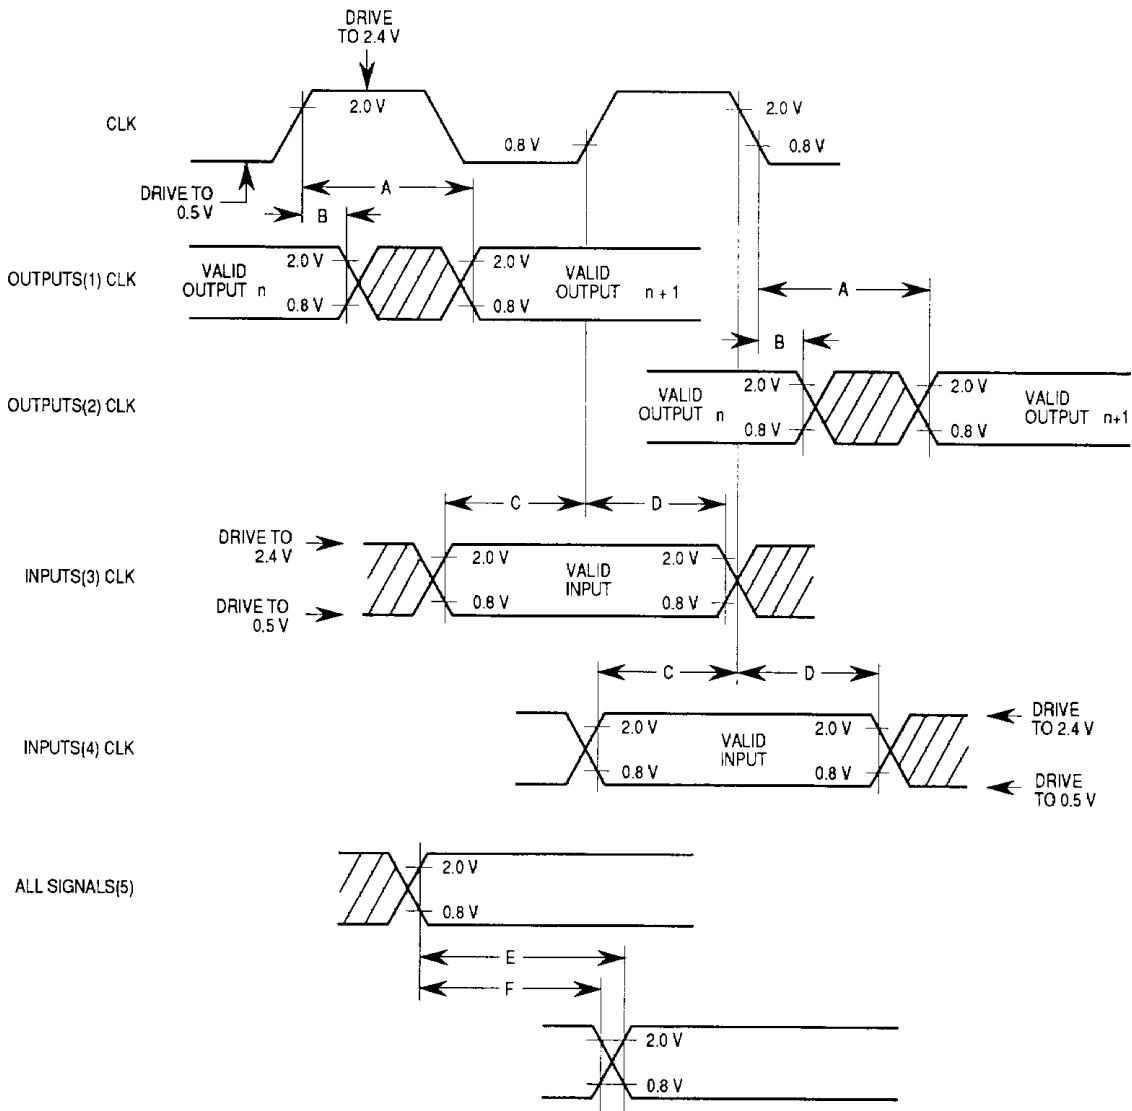 DRIVE
TO 2.4 V
2.0 V
2.0 V
CLK
0.8 V
0.8 V
DRIVE TO
0.5 V
A
B
OUTPUTS(1) CLK
VALID
OUTPUT n
2.0 V
0.8 V
2.0 V
0.8 V
VALID
OUTPUT n + 1
A
B
OUTPUTS(2) CLK
VALID
OUTPUT n
2.0 V
0.8 V
2.0 V
0.8 V
VALID
OUTPUT n+1
C
D
DRIVE TO
2.4 V
INPUTS(3) CLK
DRIVE TO
0.5 V
2.0 V
0.8 V
VALID
INPUT
2.0 V
0.8 V
C
D
INPUTS(4) CLK
2.0 V
0.8 V
VALID
INPUT
2.0 V
0.8 V
DRIVE
TO 2.4 V
DRIVE
TO 0.5 V
ALL SIGNALS(5)
2.0 V
0.8 V
E
F
2.0 V
0.8 V